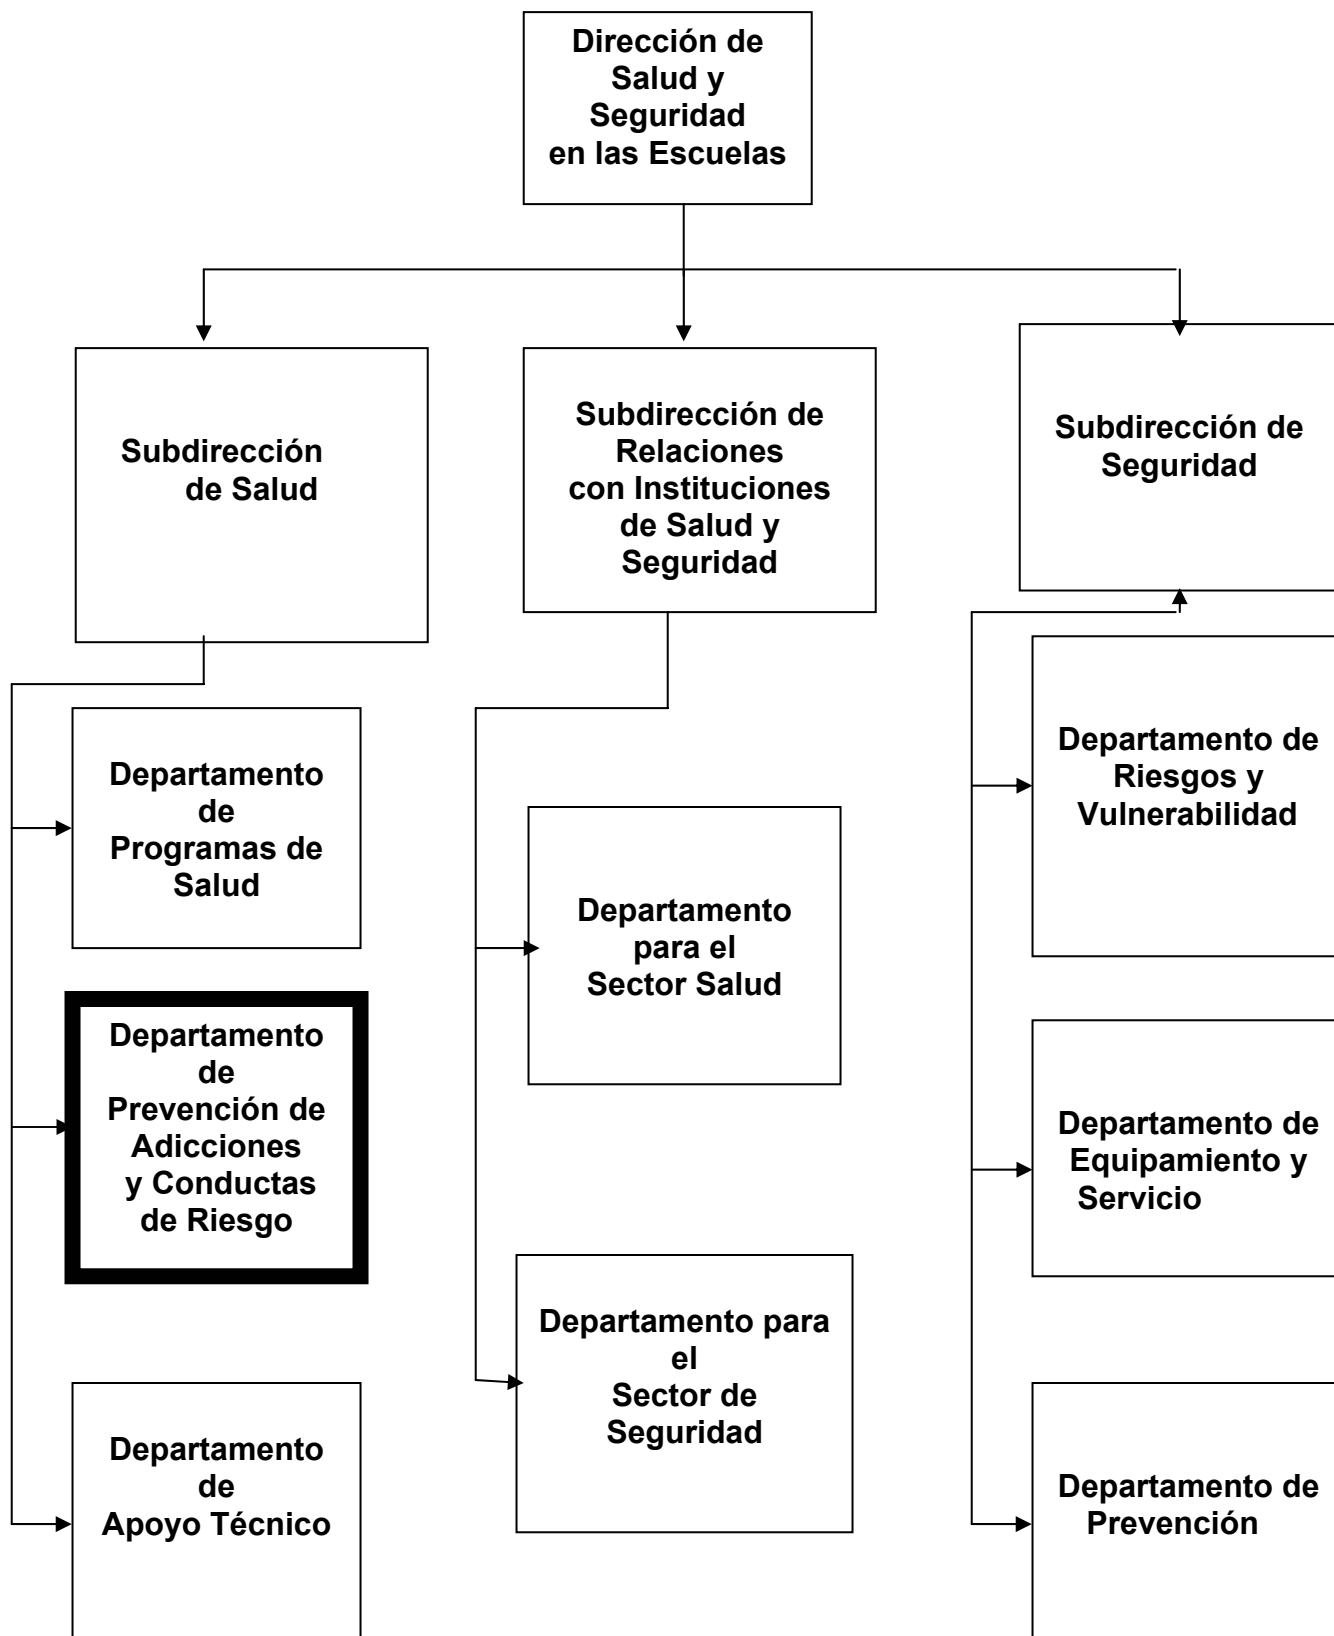 Dirección de
Salud y
Seguridad
en las Escuelas
Subdirección
de Salud
Subdirección de
Relaciones
con Instituciones
de Salud y
Seguridad
Subdirección de
Seguridad
Departamento
de
Programas de
Salud
Departamento
de
Prevención de
Adicciones
y Conductas
de Riesgo
Departamento
de
Apoyo Técnico
Departamento
para el
Sector Salud
Departamento para
el
Sector de
Seguridad
Departamento de
Riesgos y
Vulnerabilidad
Departamento de
Equipamiento y
Servicio
Departamento de
Prevención